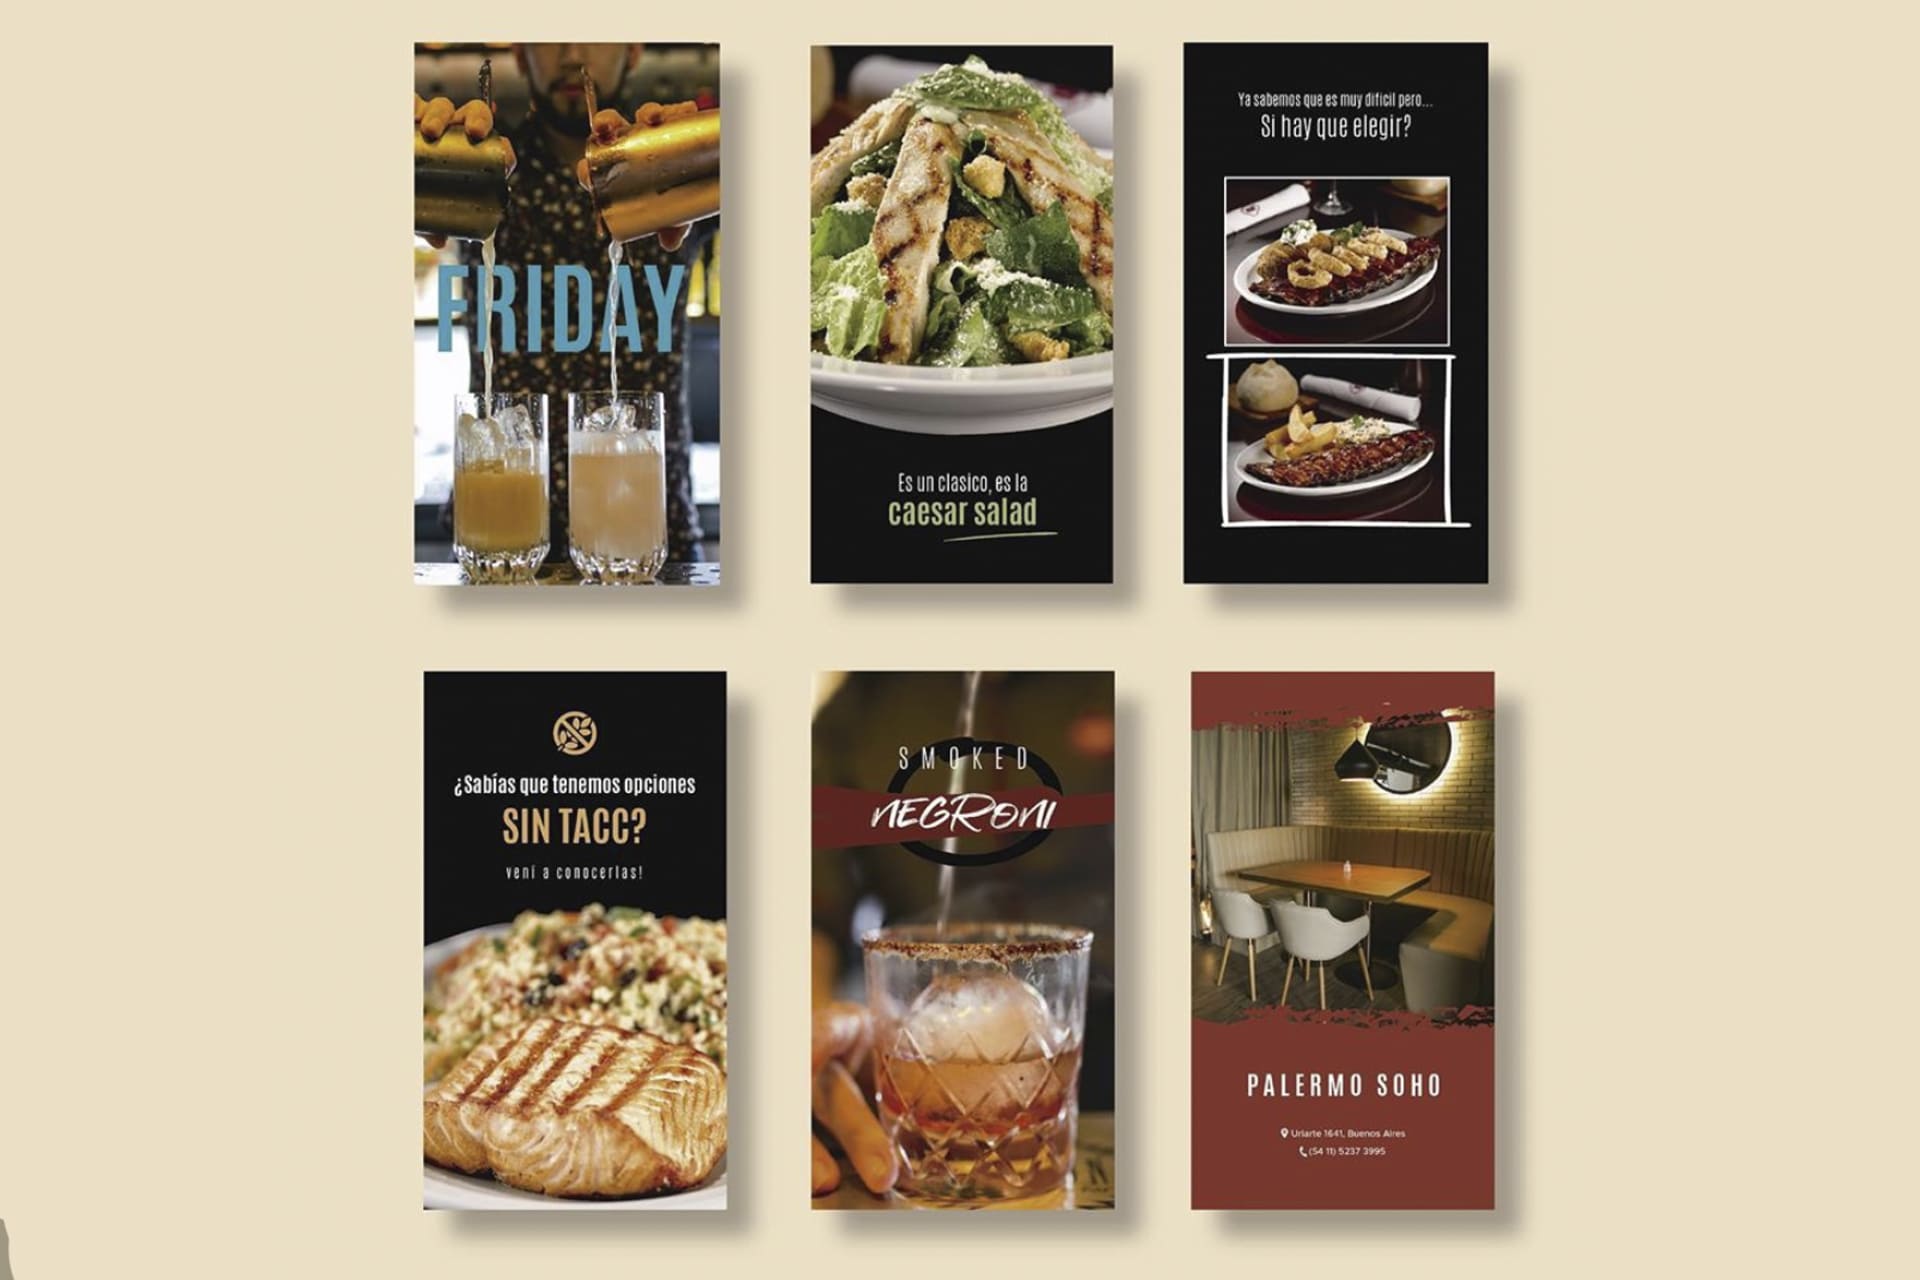 FRIDAY
Es un clasico, es la
caesar salad
Ya sabemos que es muy dificil pero...
Si hay que elegir?
¿Sabías que tenemos opciones
SIN TACC?
vení a conocerlas!
SMOKED
NEGRONI
PALERMO SOHO
Uriarte 1641, Buenos Aires
(54 11) 5237 3995